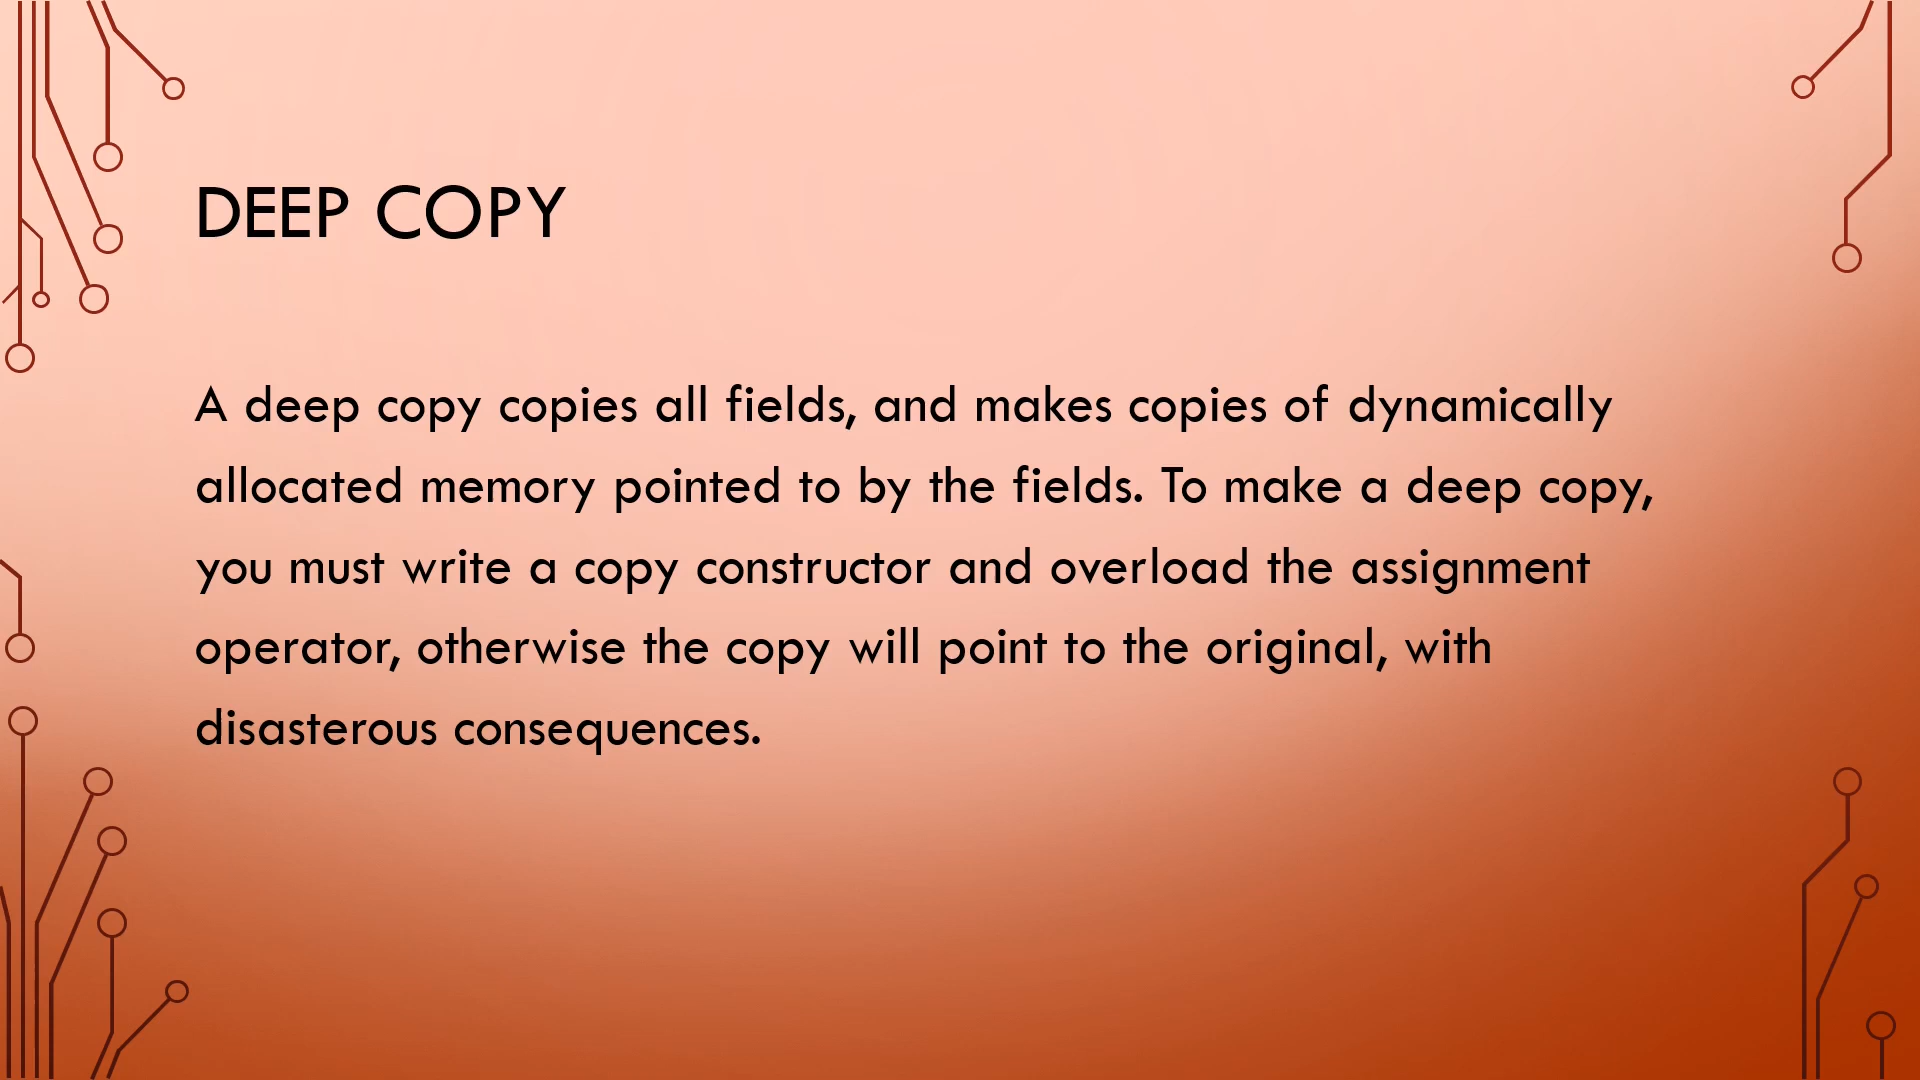 DEEP COPY
A deep copy copies all fields, and makes copies of dynamically
allocated memory pointed to by the fields. To make a deep copy,
you must write a copy constructor and overload the assignment
operator, otherwise the copy will point to the original, with
disasterous consequences.